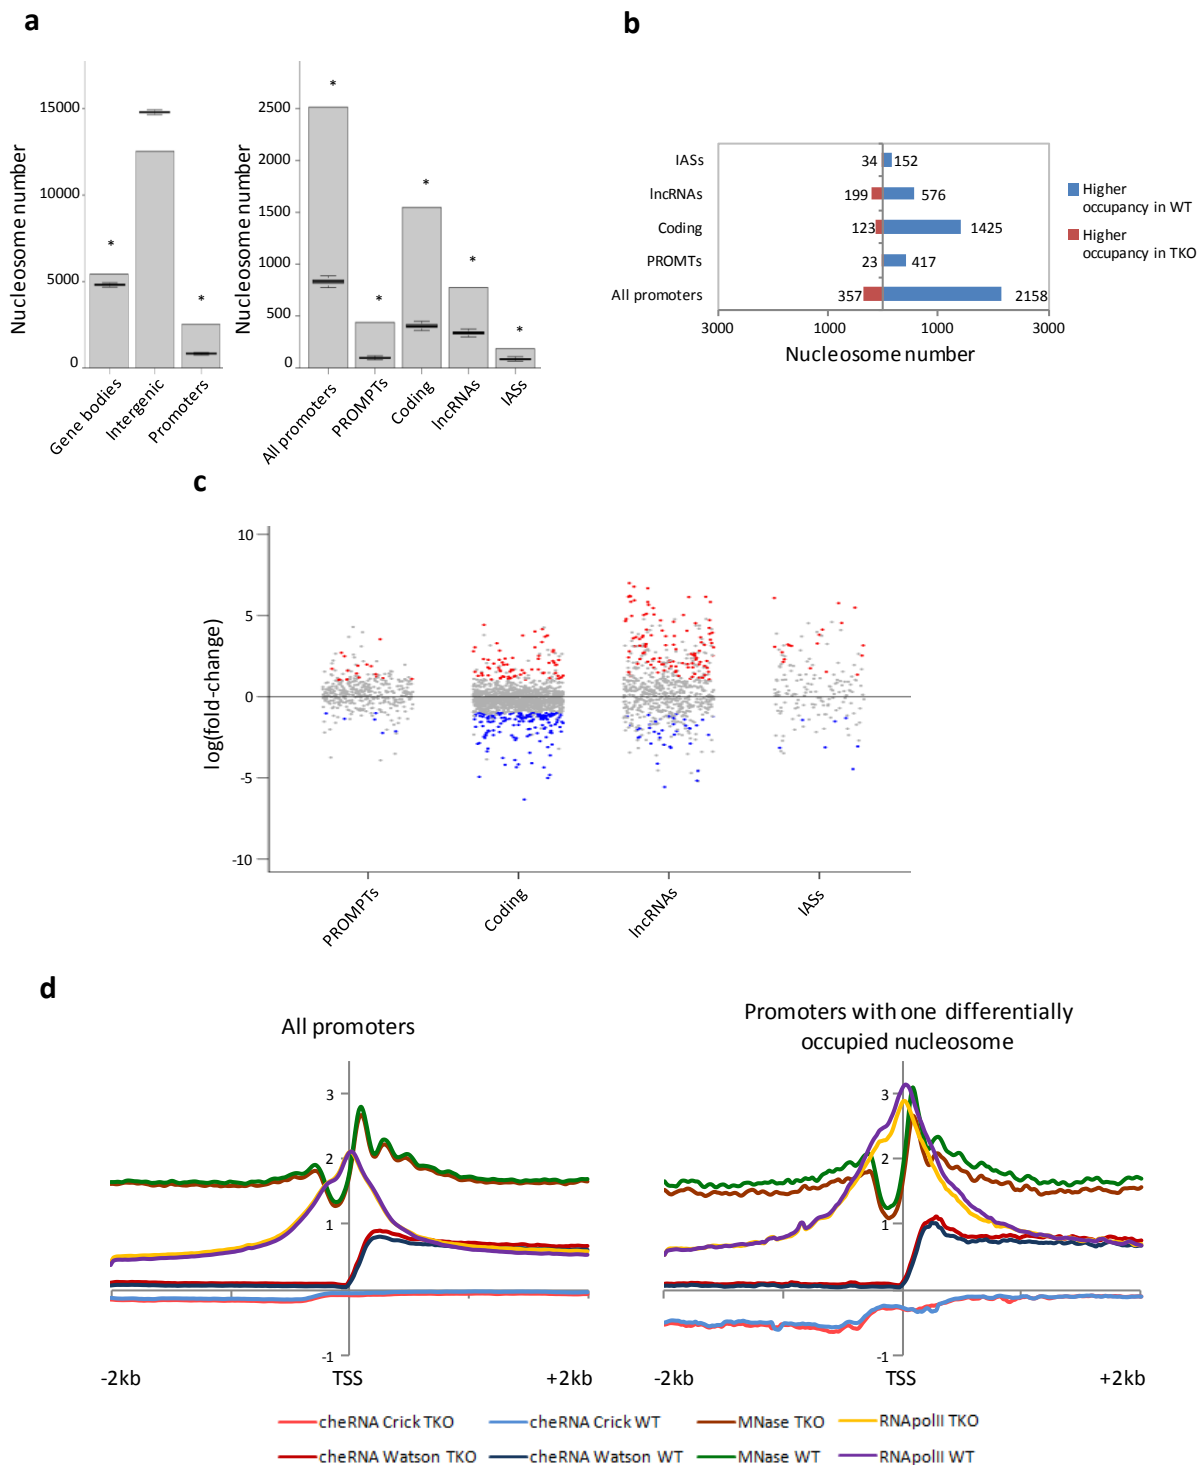 a
Nucleosome number
15000
10000
5000
0
*
*
Gene bodies
Intergenic
Promoters
Nucleosome number
2500
2000
1500
1000
500
0
*
*
*
*
*
All promoters
PROMPTs
Coding
lncRNAs
IASs
b
IASs
34
152
lncRNAs
199
576
Coding
123
1425
PROMTs
23
417
All promoters
357
2158
3000
1000
1000
3000
Nucleosome number
Higher
occupancy in WT
Higher
occupancy in TKO
c
log(fold-change)
10
5
0
-5
-10
PROMPTs
Coding
lncRNAs
IASs
d
All promoters
3
2
1
-1
-2kb
TSS
+2kb
Promoters with one differentially
occupied nucleosome
3
2
1
-1
-2kb
TSS
+2kb
cheRNA Crick TKO
cheRNA Crick WT
MNase TKO
RNApolII TKO
cheRNA Watson TKO
cheRNA Watson WT
MNase WT
RNApolII WT